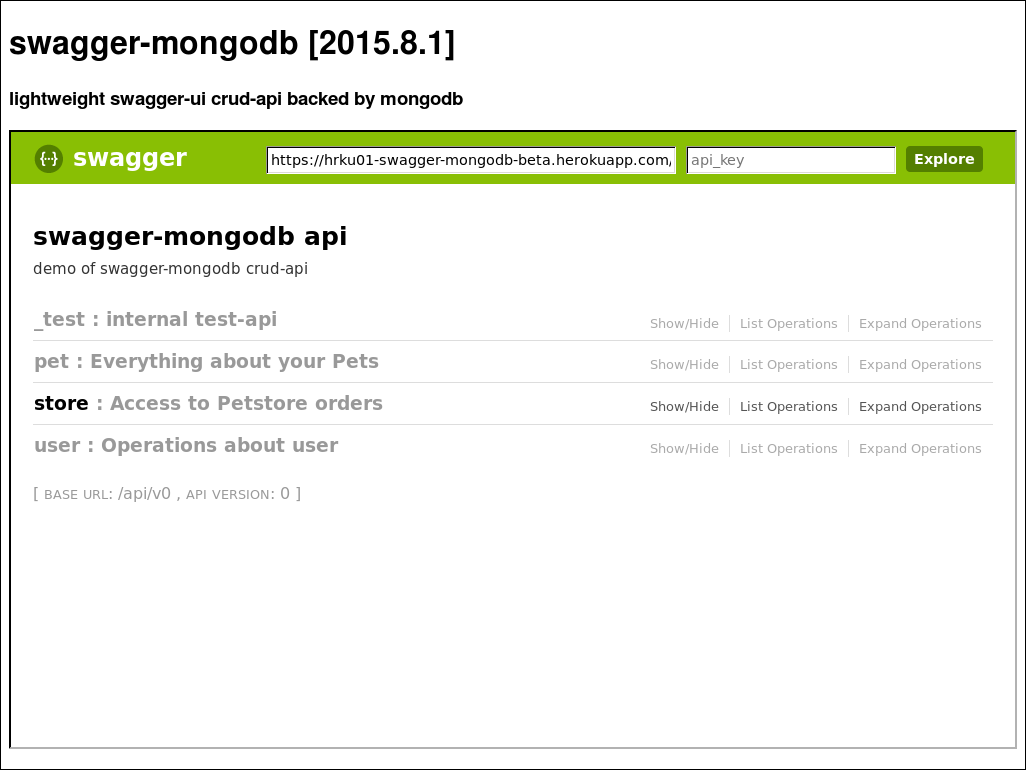 swagger-mongodb [2015.8.1]
lightweight swagger-ui crud-api backed by mongodb
{···} swagger https://hrku01-swagger-mongodb-beta.herokuapp.com/ api_key Explore
swagger-mongodb api
demo of swagger-mongodb crud-api
_test : internal test-api Show/Hide List Operations Expand Operations
pet : Everything about your Pets Show/Hide List Operations Expand Operations
store : Access to Petstore orders Show/Hide List Operations Expand Operations
user : Operations about user Show/Hide List Operations Expand Operations
[ BASE URL: /api/v0 , API VERSION: 0 ]